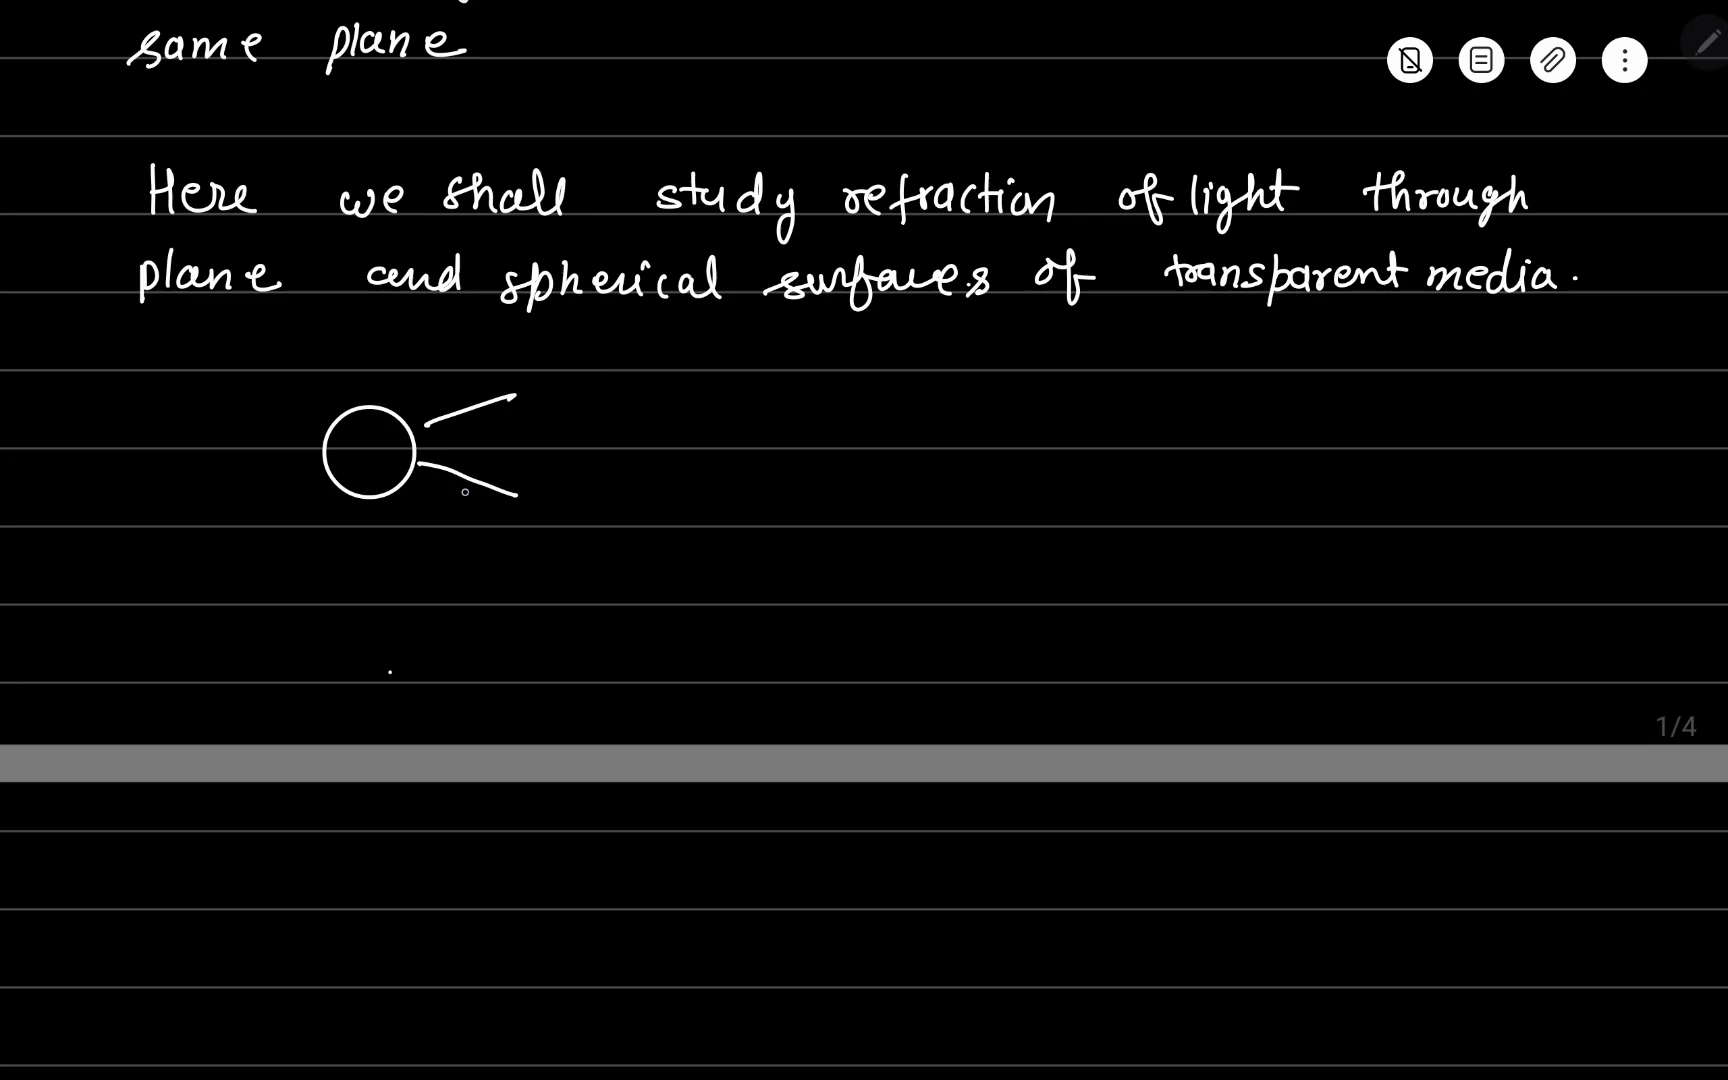 same plane
Here we shall study refraction of light through
plane and spherical surfaces of transparent media.
1/4